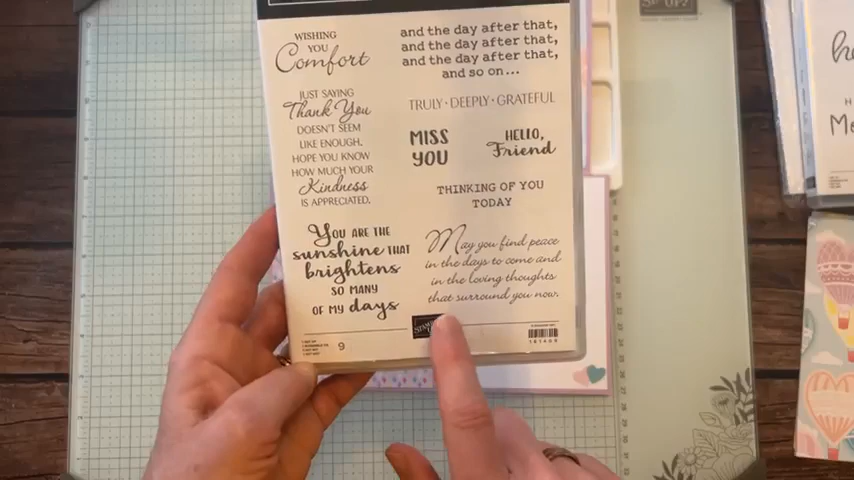 WISHING
YOU
Comfort
and the day after that,
and the day after that,
and the day after that,
and so on...
JUST SAYING
Thank You
DOESN'T SEEM
LIKE ENOUGH.
HOPE YOU KNOW
HOW MUCH YOUR
Kindness
IS APPRECIATED.
TRULY · DEEPLY · GRATEFUL
MISS
YOU
HELLO,
Friend
THINKING OF YOU
TODAY
YOU ARE THE
sunshine THAT
brightens
SO MANY
OF MY days
May you find peace
in the days to come and
in the loving thoughts
that surround you now.
9